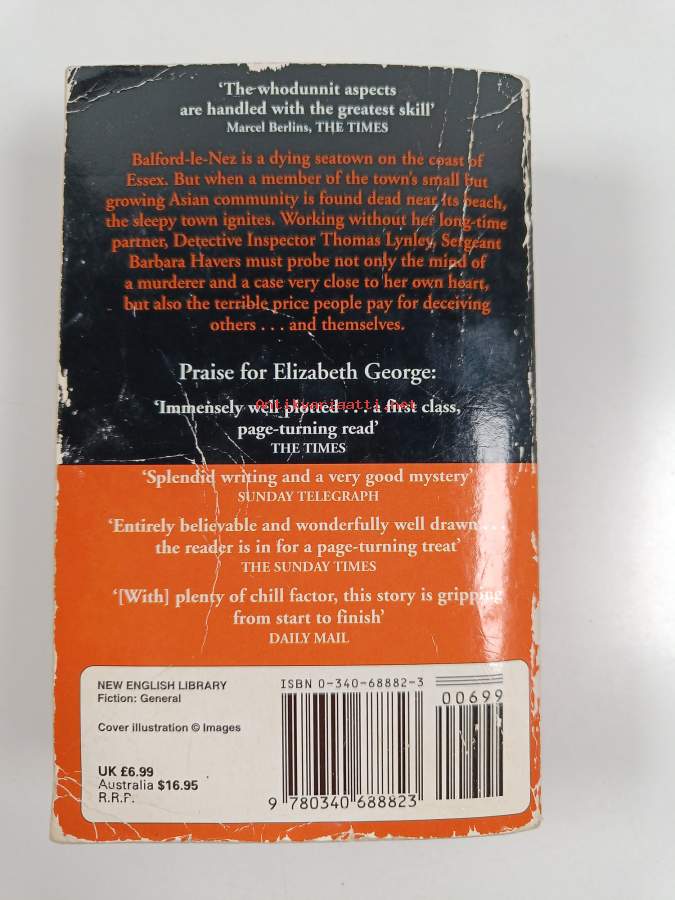 ‘The whodunnit aspects
are handled with the greatest skill’
Marcel Berlins, THE TIMES
Balford-le-Nez is a dying seatown on the coast of
Essex. But when a member of the town's small but
growing Asian community is found dead near its beach,
the sleepy town ignites. Working without her long-time
partner, Detective Inspector Thomas Lynley, Sergeant
Barbara Havers must probe not only the mind of
a murderer and a case very close to her own heart,
but also the terrible price people pay for deceiving
others . . . and themselves.
Praise for Elizabeth George:
‘Immensely well plotted . . . a first class,
Antikvariaatti.net
page-turning read’
THE TIMES
‘Splendid writing and a very good mystery’
SUNDAY TELEGRAPH
‘Entirely believable and wonderfully well drawn . . .
the reader is in for a page-turning treat’
THE SUNDAY TIMES
‘[With] plenty of chill factor, this story is gripping
from start to finish’
DAILY MAIL
NEW ENGLISH LIBRARY
Fiction: General
Cover illustration © Images
UK £6.99
Australia $16.95
R.R.P.
ISBN 0-340-68882-3
00699
9 780340 688823